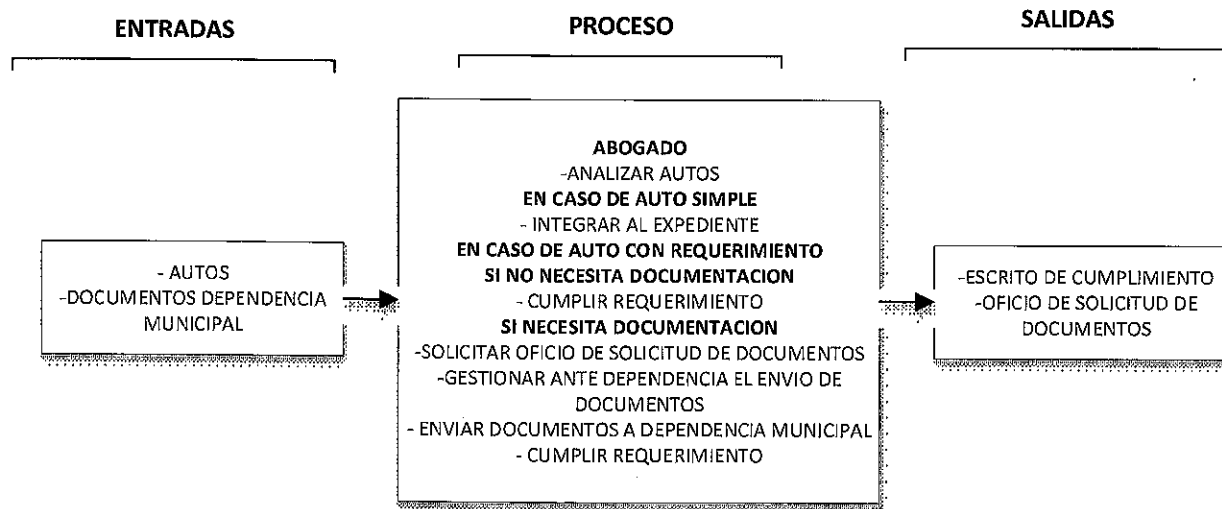 ENTRADAS
PROCESO
SALIDAS
- AUTOS
-DOCUMENTOS DEPENDENCIA
MUNICIPAL
ABOGADO
-ANALIZAR AUTOS
EN CASO DE AUTO SIMPLE
- INTEGRAR AL EXPEDIENTE
EN CASO DE AUTO CON REQUERIMIENTO
SI NO NECESITA DOCUMENTACION
- CUMPLIR REQUERIMIENTO
SI NECESITA DOCUMENTACION
-SOLICITAR OFICIO DE SOLICITUD DE DOCUMENTOS
-GESTIONAR ANTE DEPENDENCIA EL ENVIO DE
DOCUMENTOS
- ENVIAR DOCUMENTOS A DEPENDENCIA MUNICIPAL
- CUMPLIR REQUERIMIENTO
-ESCRITO DE CUMPLIMIENTO
-OFICIO DE SOLICITUD DE
DOCUMENTOS